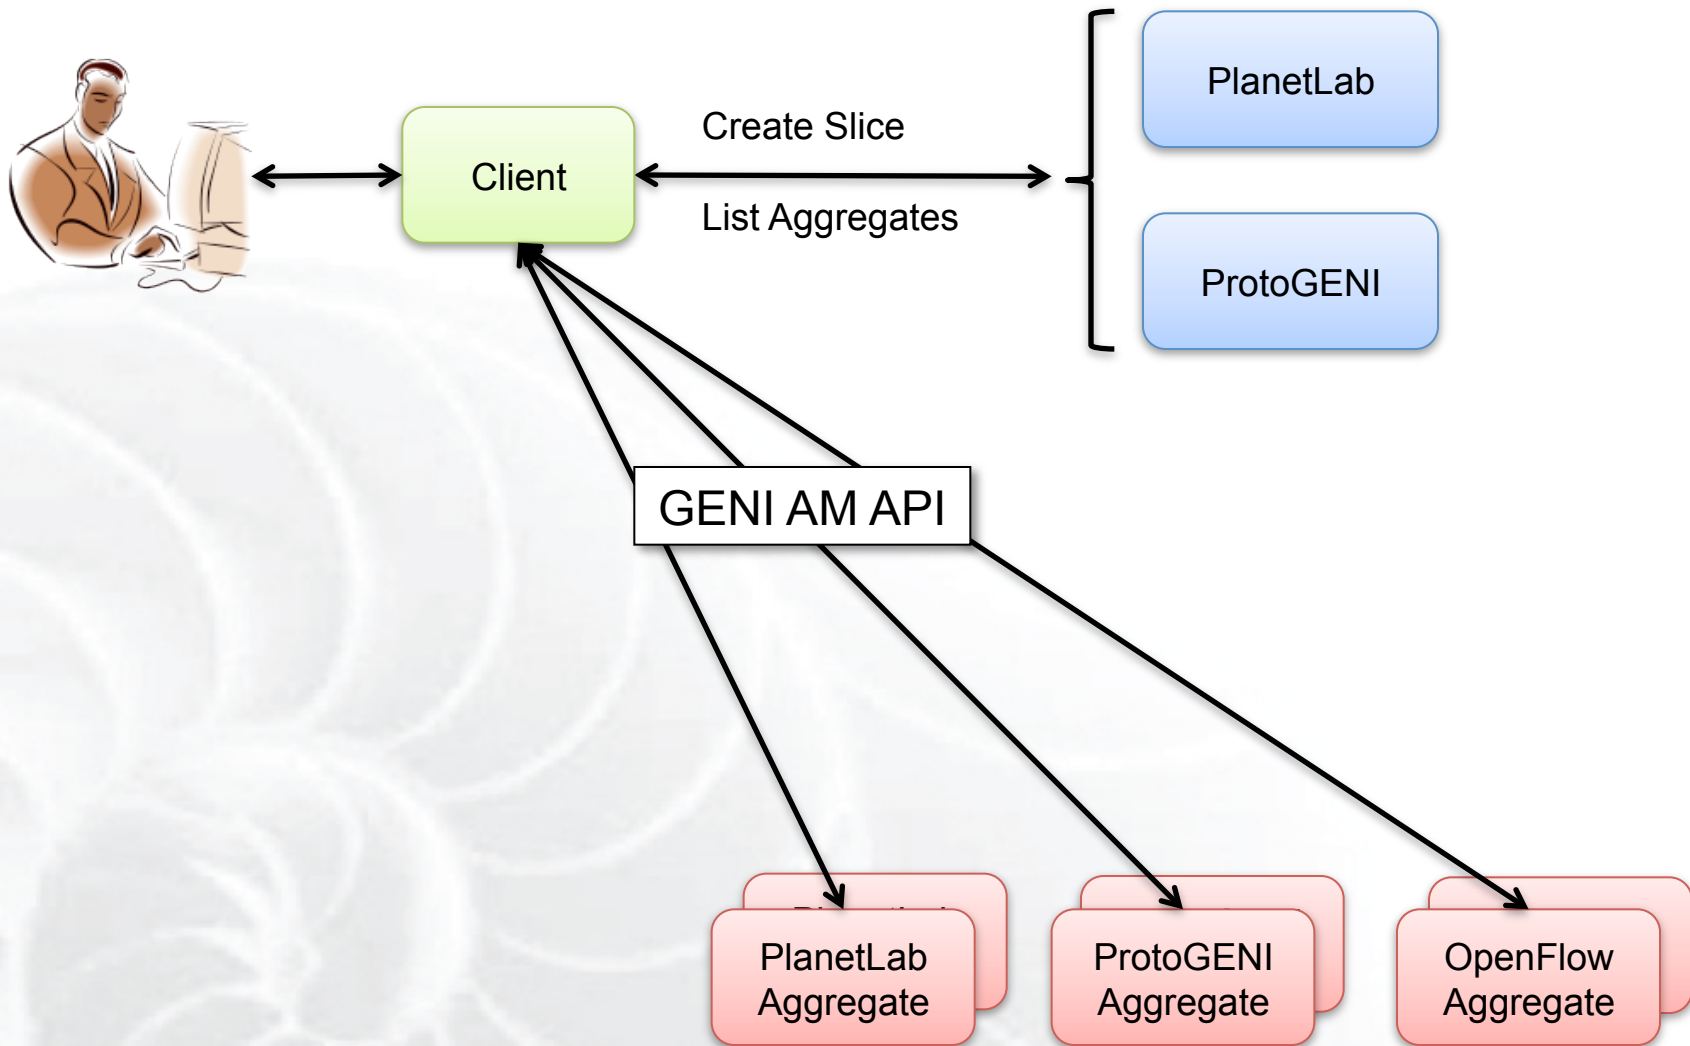 PlanetLab
Create Slice
Client
List Aggregates
ProtoGENI
GENI AM API
PlanetLab
Aggregate
ProtoGENI
Aggregate
OpenFlow
Aggregate